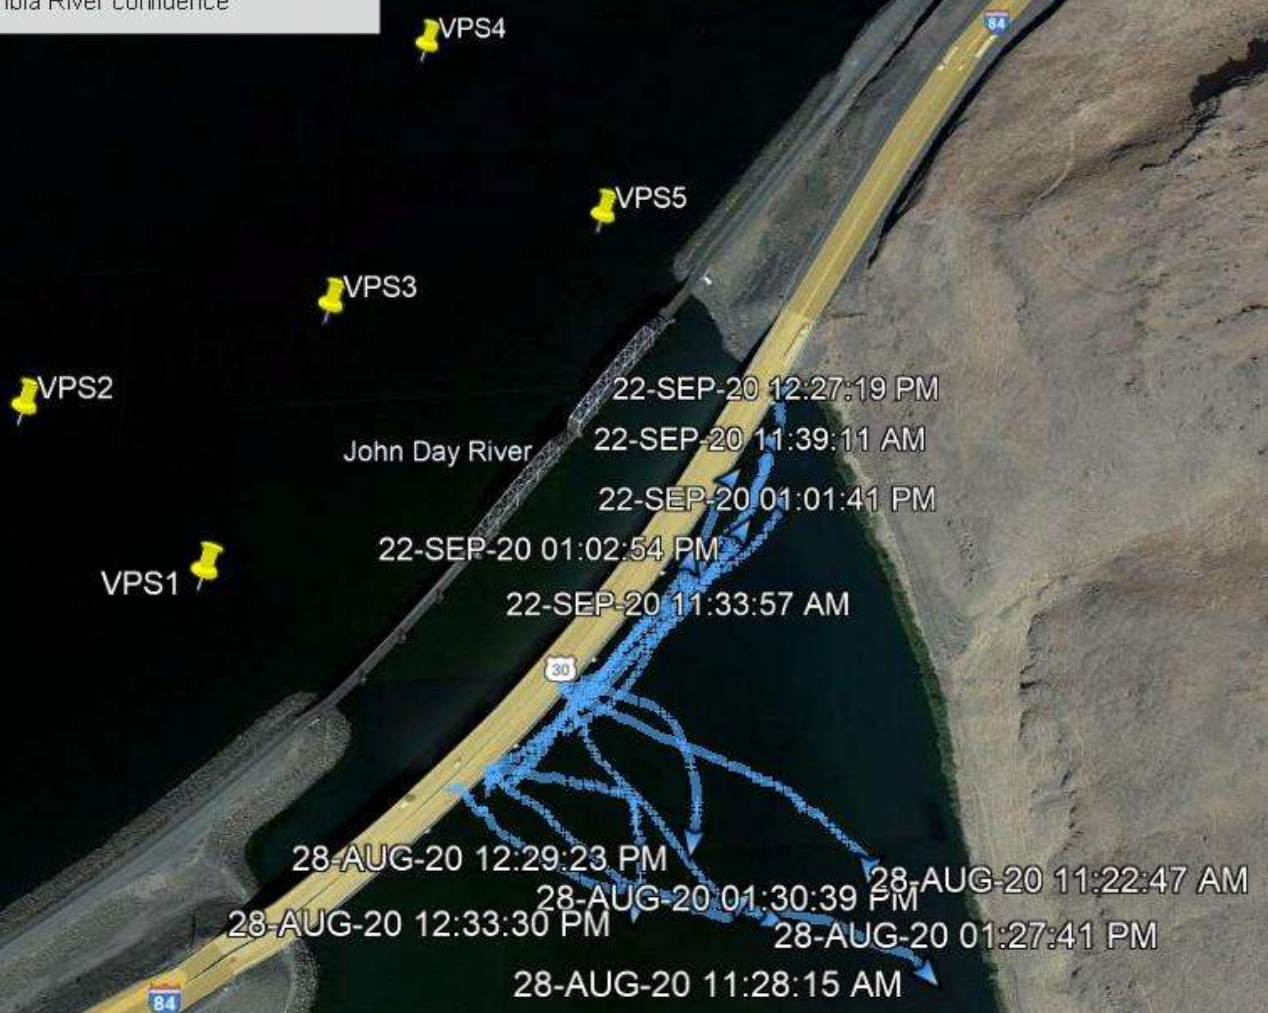 River confluence
VPS4
84
VPS5
VPS3
VPS2
22-SEP-20 12:27:19 PM
22-SEP-20 11:39:11 AM
John Day River
22-SEP-20 01:01:41 PM
22-SEP-20 01:02:54 PM
VPS1
22-SEP-20 11:33:57 AM
30
28-AUG-20 12:29:23 PM
28-AUG-20 11:22:47 AM
28-AUG-20 01:30:39 PM
28-AUG-20 12:33:30 PM
28-AUG-20 01:27:41 PM
28-AUG-20 11:28:15 AM
84